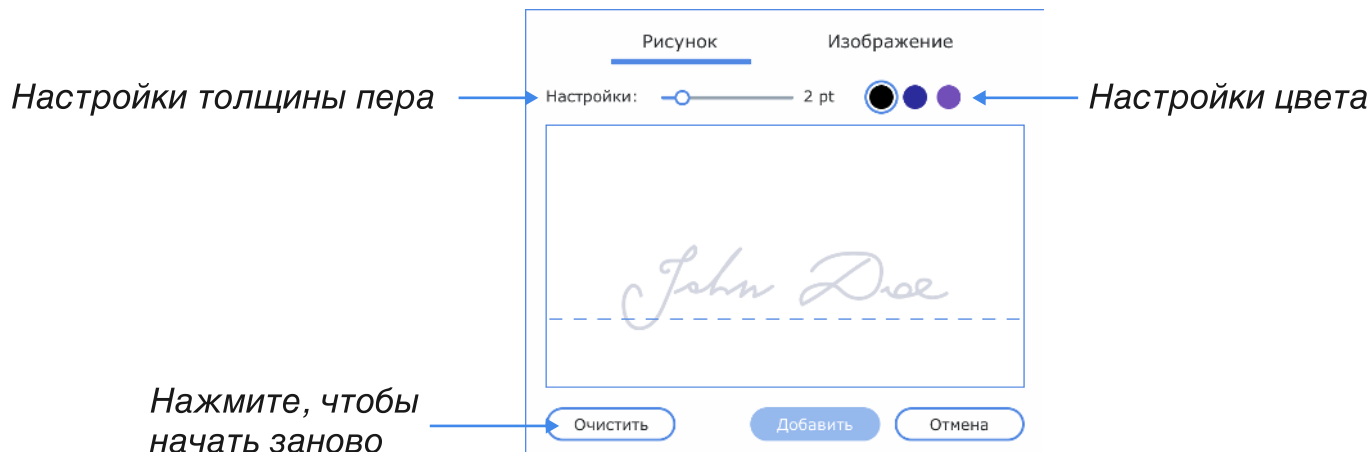 Рисунок Изображение
Настройки толщины пера Настройки: 2 pt Настройки цвета
John Doe
Нажмите, чтобы
начать заново
Очистить Добавить Отмена